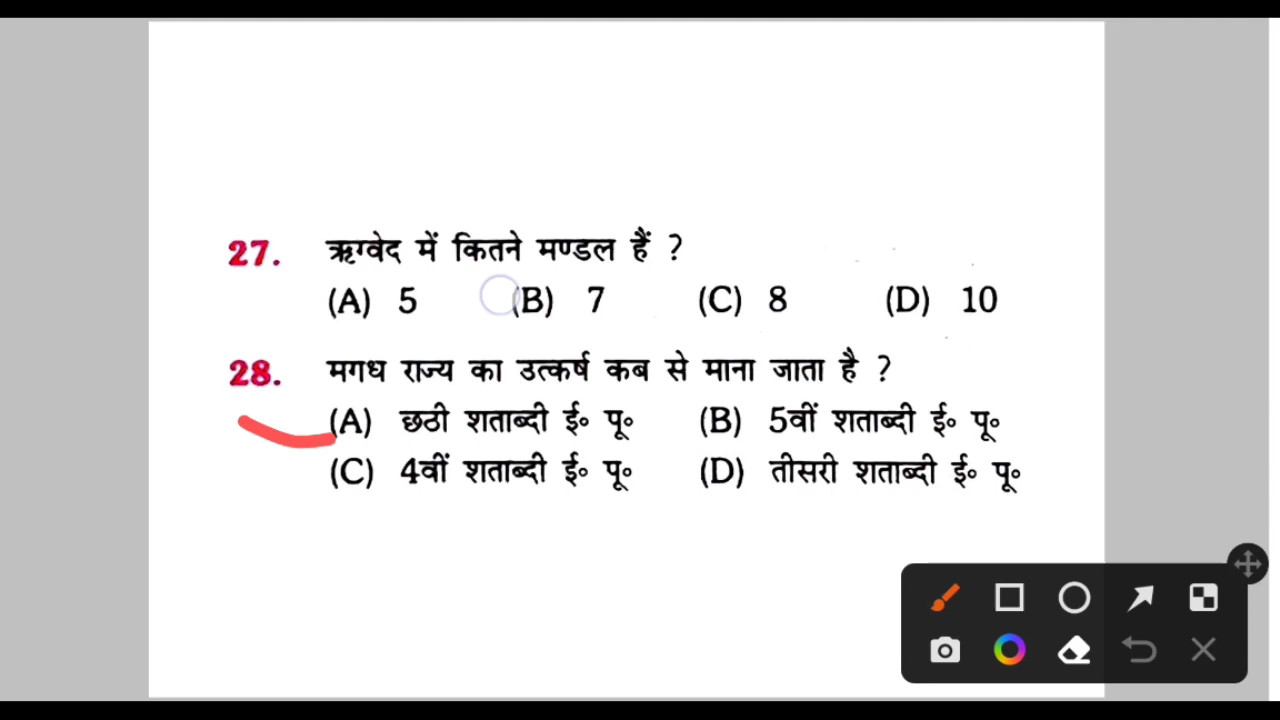 27. ऋग्वेद में कितने मण्डल हैं ?
(A) 5 (B) 7 (C) 8 (D) 10
28. मगध राज्य का उत्कर्ष कब से माना जाता है ?
(A) छठी शताब्दी ई॰ पू॰ (B) 5वीं शताब्दी ई॰ पू॰
(C) 4वीं शताब्दी ई॰ पू॰ (D) तीसरी शताब्दी ई॰ पू॰